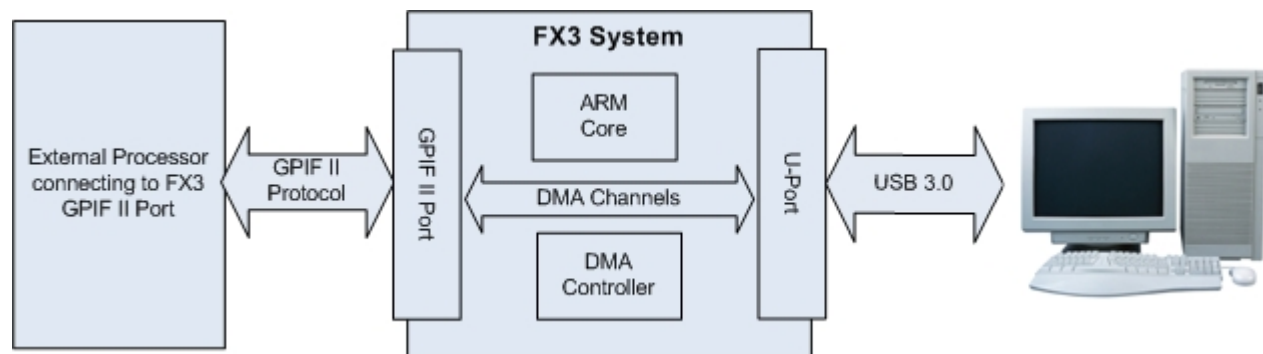 External Processor
connecting to FX3
GPIF II Port
GPIF II
Protocol
GPIF II Port
FX3 System
ARM
Core
DMA Channels
DMA
Controller
U-Port
USB 3.0